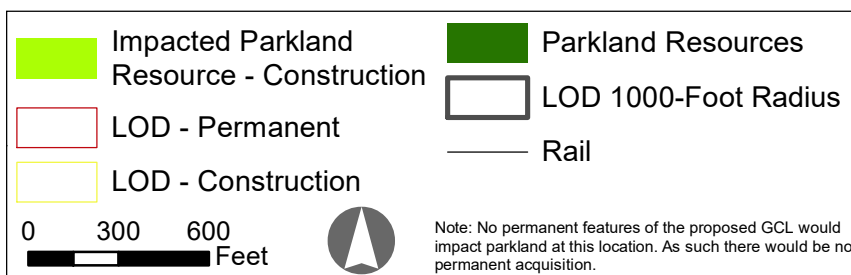 Impacted Parkland
Resource - Construction
LOD - Permanent
LOD - Construction
0 300 600
Feet
Parkland Resources
LOD 1000-Foot Radius
Rail
Note: No permanent features of the proposed GCL would
impact parkland at this location. As such there would be no
permanent acquisition.